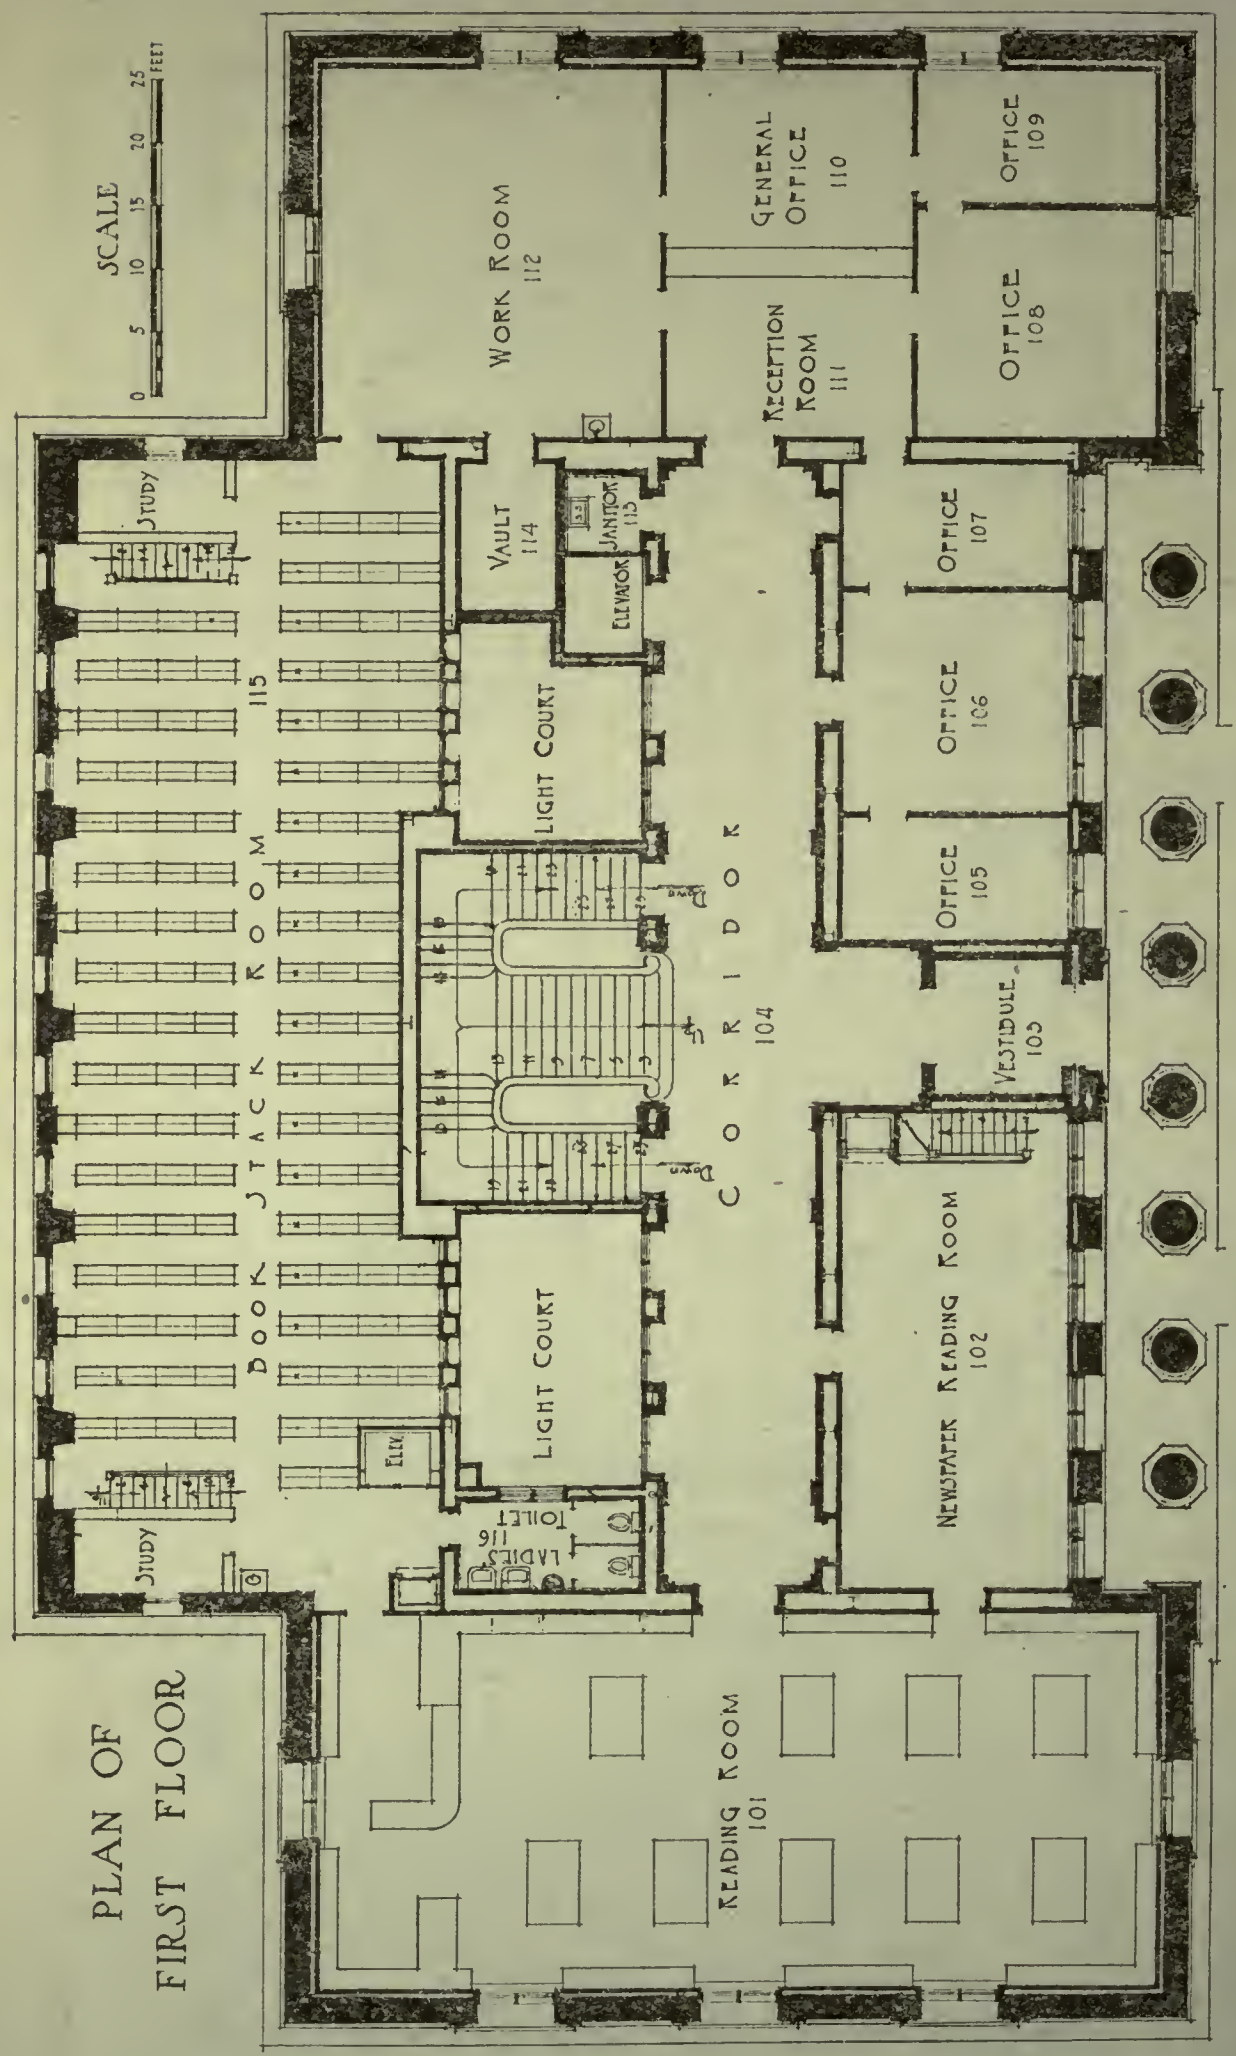 PLAN OF
FIRST FLOOR
SCALE
0 5 10 15 20 25 FEET
STUDY
STUDY
BOOK STACK ROOM
115
ELEV.
LADIES
TOILET
116
LIGHT COURT
LIGHT COURT
VAULT
114
JANITOR
113
ELEVATOR
WORK ROOM
112
Down
Up
Down
CORRIDOR
104
READING ROOM
101
NEWSPAPER READING ROOM
102
VESTIBULE
103
OFFICE
105
OFFICE
106
OFFICE
107
RECEPTION
ROOM
111
GENERAL
OFFICE
110
OFFICE
108
OFFICE
109